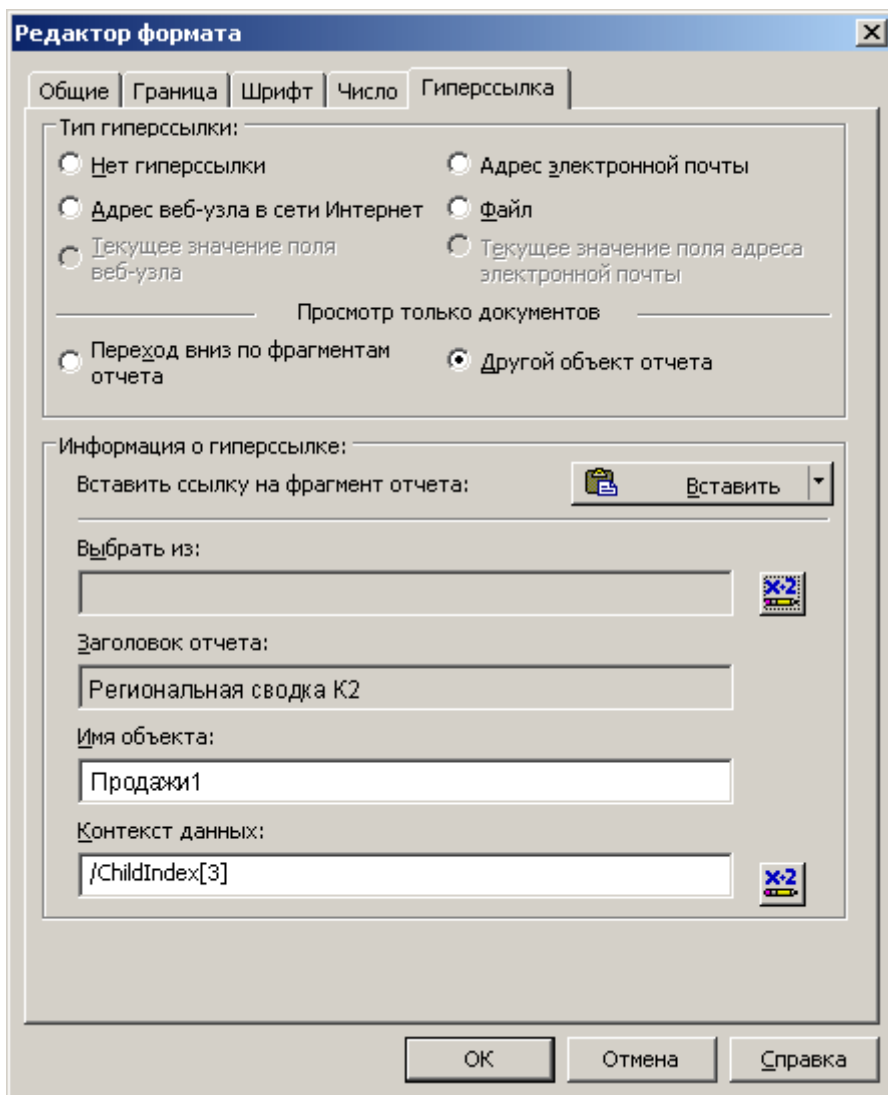 Редактор формата
Общие Граница Шрифт Число Гиперссылка
Тип гиперссылки:
Нет гиперссылки Адрес электронной почты
Адрес веб-узла в сети Интернет Файл
Текущее значение поля веб-узла
Текущее значение поля адреса электронной почты
Просмотр только документов
Переход вниз по фрагментам отчета
Другой объект отчета
Информация о гиперссылке:
Вставить ссылку на фрагмент отчета: Вставить
Выбрать из:
X+2
Заголовок отчета:
Региональная сводка К2
Имя объекта:
Продажи1
Контекст данных:
/ChildIndex[3]
X+2
ОК Отмена Справка